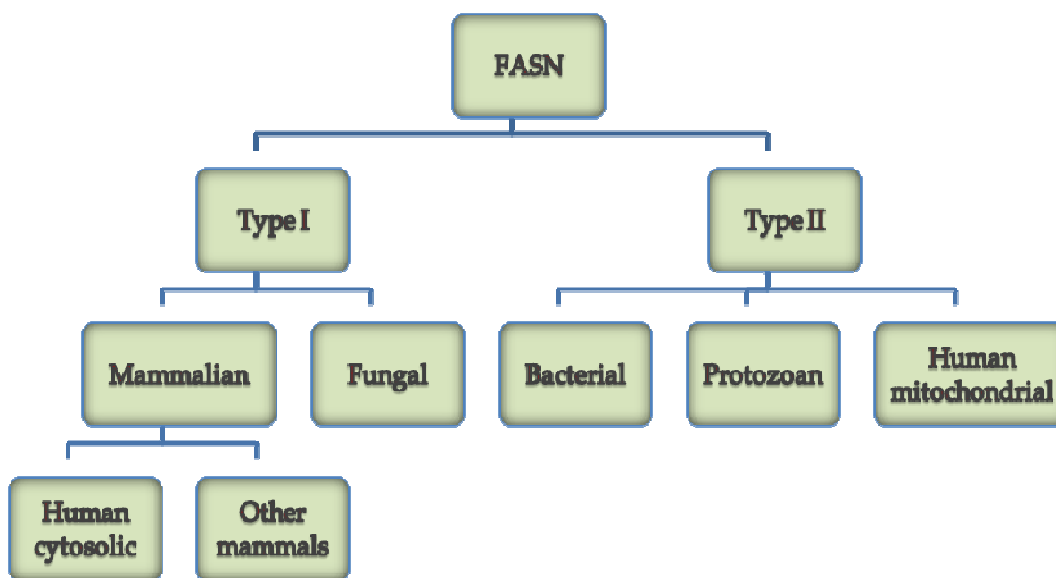 FASN
Type I
Type II
Mammalian
Fungal
Bacterial
Protozoan
Human
mitochondrial
Human
cytosolic
Other
mammals